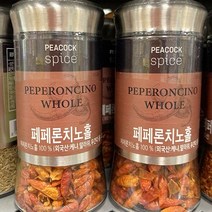 PEACOCK
spice
PEPERONCINO
WHOLE
페페론치노홀
PEACOCK
spice
PEPERONCINO
WHOLE
페페론치노홀